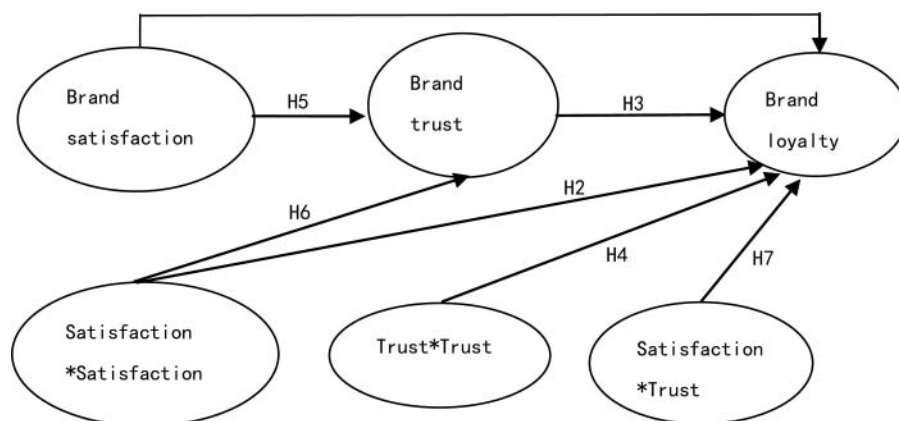 Brand
satisfaction
H5
Brand
trust
H3
Brand
loyalty
H6
H2
H4
H7
Satisfaction
*Satisfaction
Trust*Trust
Satisfaction
*Trust